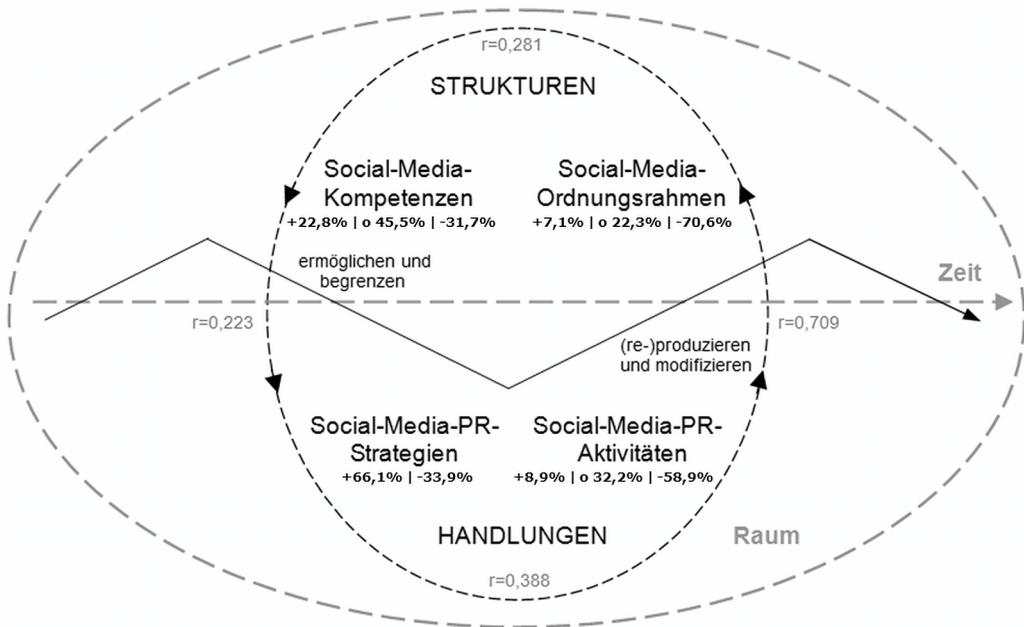 r=0,281
STRUKTUREN
Social-Media-
Kompetenzen
+22,8% | o 45,5% | -31,7%
Social-Media-
Ordnungsrahmen
+7,1% | o 22,3% | -70,6%
ermöglichen und
begrenzen
Zeit
r=0,223
r=0,709
(re-)produzieren
und modifizieren
Social-Media-PR-
Strategien
+66,1% | -33,9%
Social-Media-PR-
Aktivitäten
+8,9% | o 32,2% | -58,9%
HANDLUNGEN
Raum
r=0,388